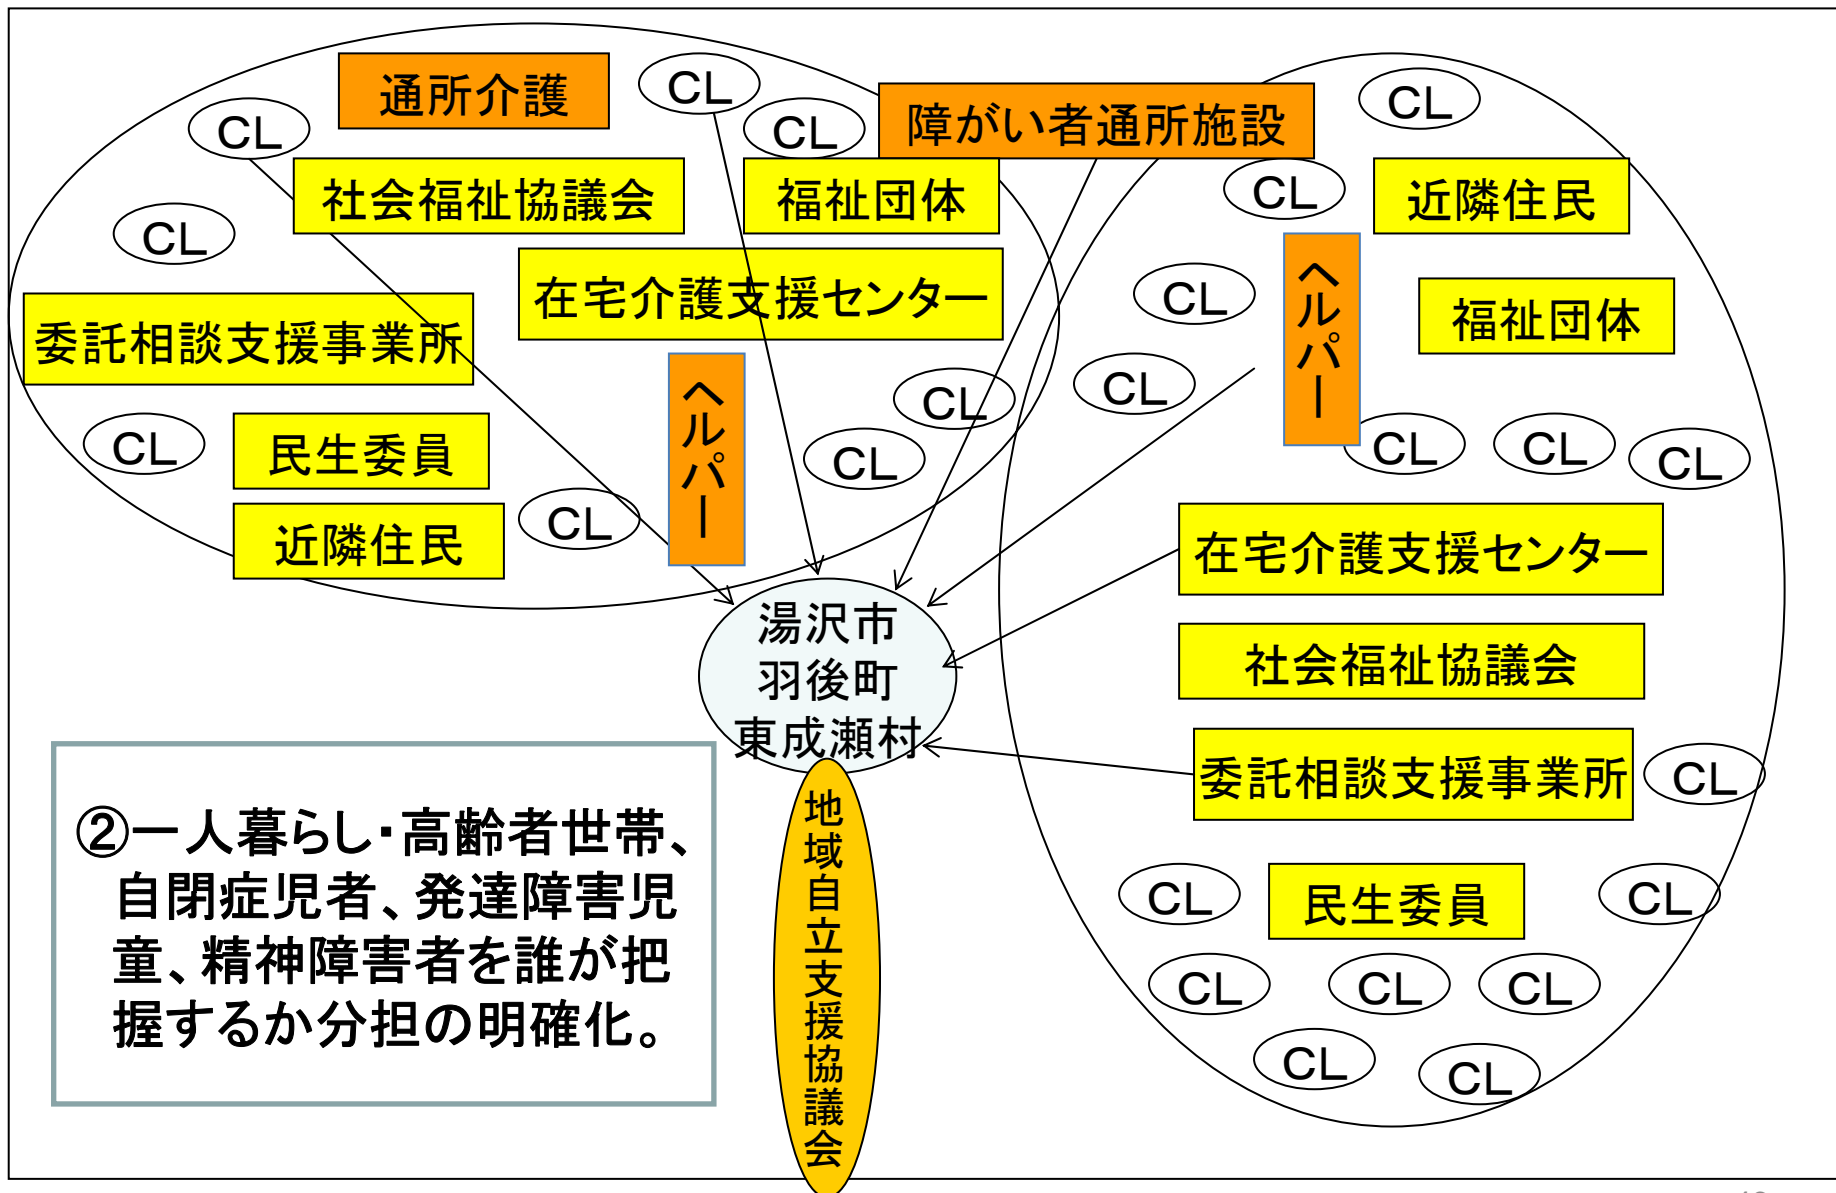 通所介護
CL
CL
CL
障がい者通所施設
CL
社会福祉協議会
福祉団体
CL
近隣住民
CL
在宅介護支援センター
ヘルパー
CL
福祉団体
委託相談支援事業所
ヘルパー
CL
CL
CL
民生委員
CL
CL
CL
CL
近隣住民
CL
在宅介護支援センター
湯沢市
羽後町
東成瀬村
社会福祉協議会
委託相談支援事業所
CL
②一人暮らし・高齢者世帯、
自閉症児者、発達障害児
童、精神障害者を誰が把
握するか分担の明確化。
地域自立支援協議会
CL
民生委員
CL
CL
CL
CL
CL
CL